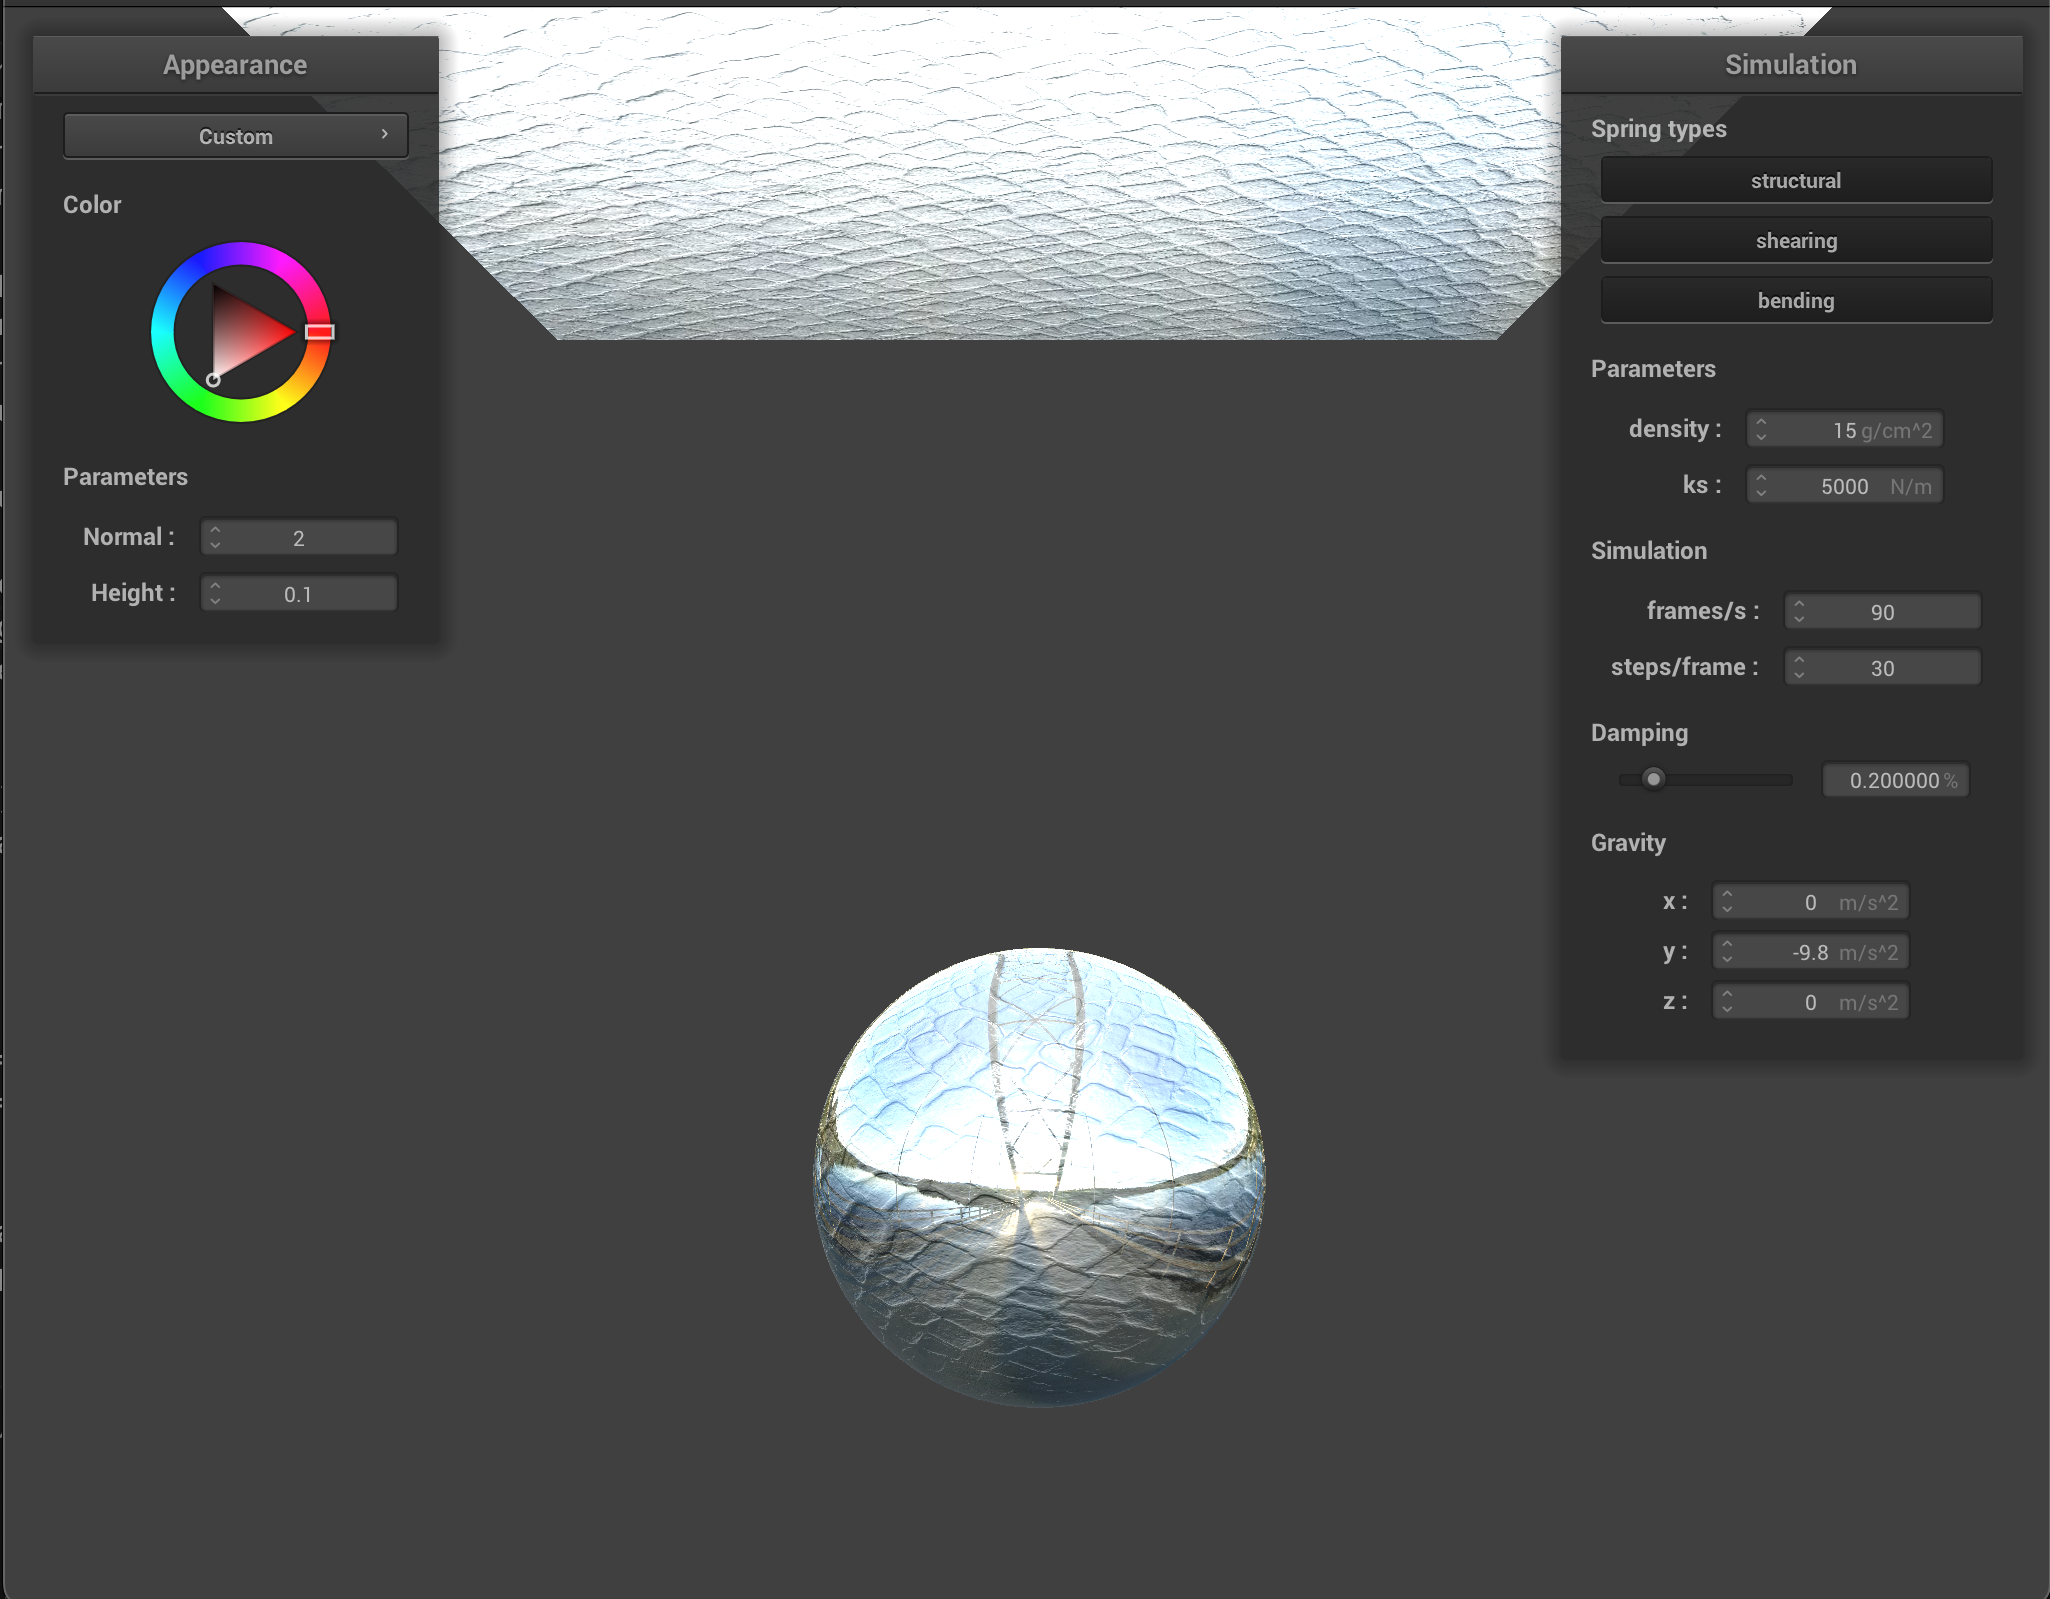 Appearance
Custom
Color
Parameters
Normal : 2
Height : 0.1
Simulation
Spring types
structural
shearing
bending
Parameters
density : 15 g/cm^2
ks : 5000 N/m
Simulation
frames/s : 90
steps/frame : 30
Damping
0.200000 %
Gravity
x : 0 m/s^2
y : -9.8 m/s^2
z : 0 m/s^2